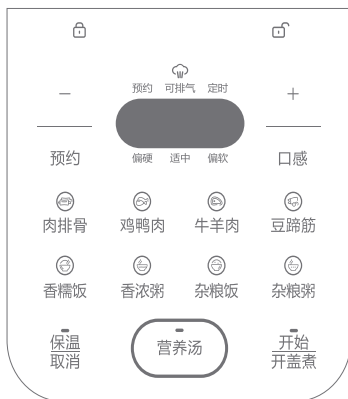 预约 可排气 定时
− +
偏硬 适中 偏软
预约 口感
肉排骨 鸡鸭肉 牛羊肉 豆蹄筋
香糯饭 香浓粥 杂粮饭 杂粮粥
保温 营养汤 开始
取消 开盖煮